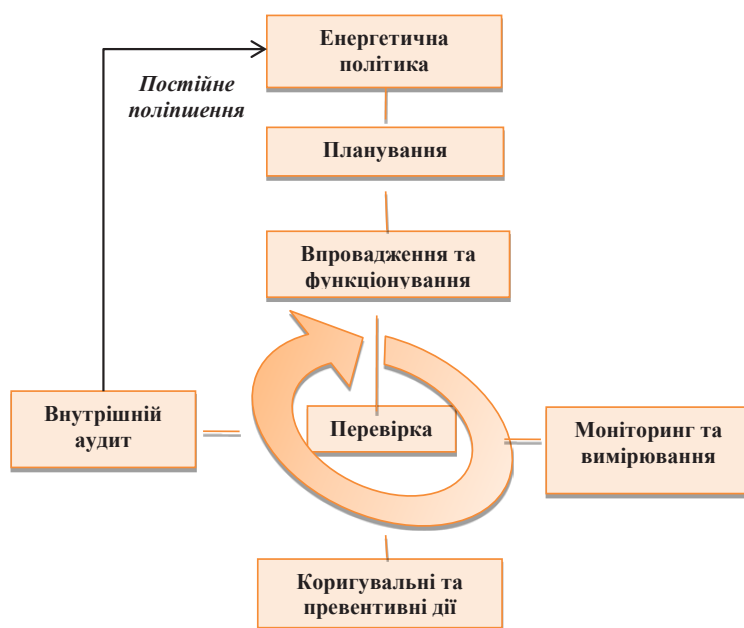 Енергетична
політика
Постійне
поліпшення
Планування
Впровадження та
функціонування
Внутрішній
аудит
Перевірка
Моніторинг та
вимірювання
Коригувальні та
превентивні дії